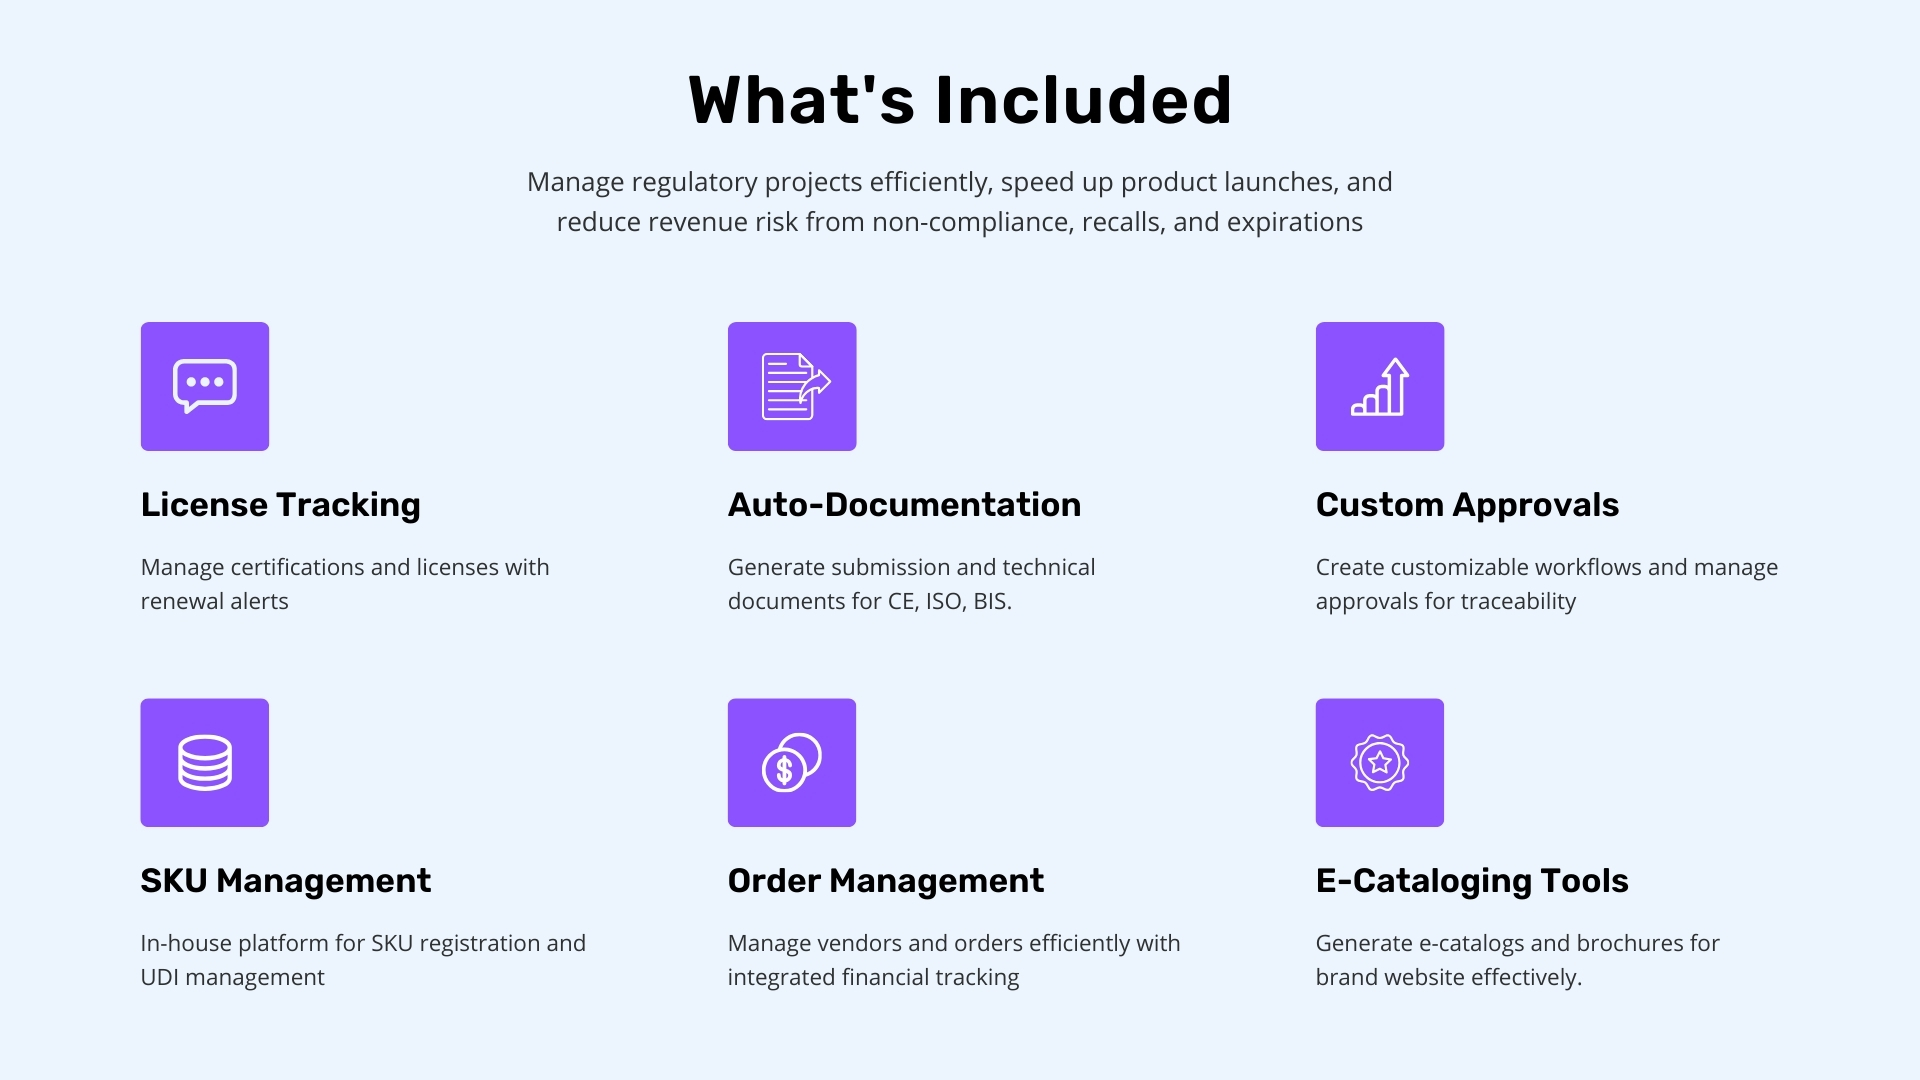 What's Included
Manage regulatory projects efficiently, speed up product launches, and
reduce revenue risk from non-compliance, recalls, and expirations
License Tracking
Manage certifications and licenses with
renewal alerts
Auto-Documentation
Generate submission and technical
documents for CE, ISO, BIS.
Custom Approvals
Create customizable workflows and manage
approvals for traceability
SKU Management
In-house platform for SKU registration and
UDI management
$
Order Management
Manage vendors and orders efficiently with
integrated financial tracking
E-Cataloging Tools
Generate e-catalogs and brochures for
brand website effectively.